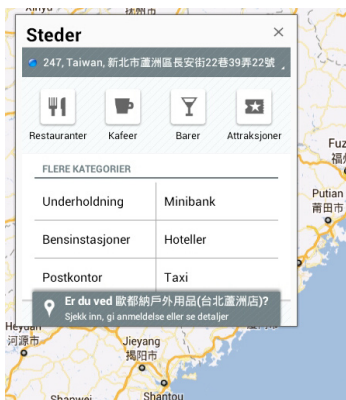 Xinyu
抚州市
Steder
247, Taiwan, 新北市蘆洲區長安街22巷39弄22號
Restauranter Kafeer Barer Attraksjoner
FLERE KATEGORIER
Underholdning Minibank
Bensinstasjoner Hoteller
Postkontor Taxi
Er du ved 歐都納戶外用品(台北蘆洲店)?
Sjekk inn, gi anmeldelse eller se detaljer
Putian
莆田市
Heyuan
河源市
Jieyang
揭阳市
Shanwei
Shantou